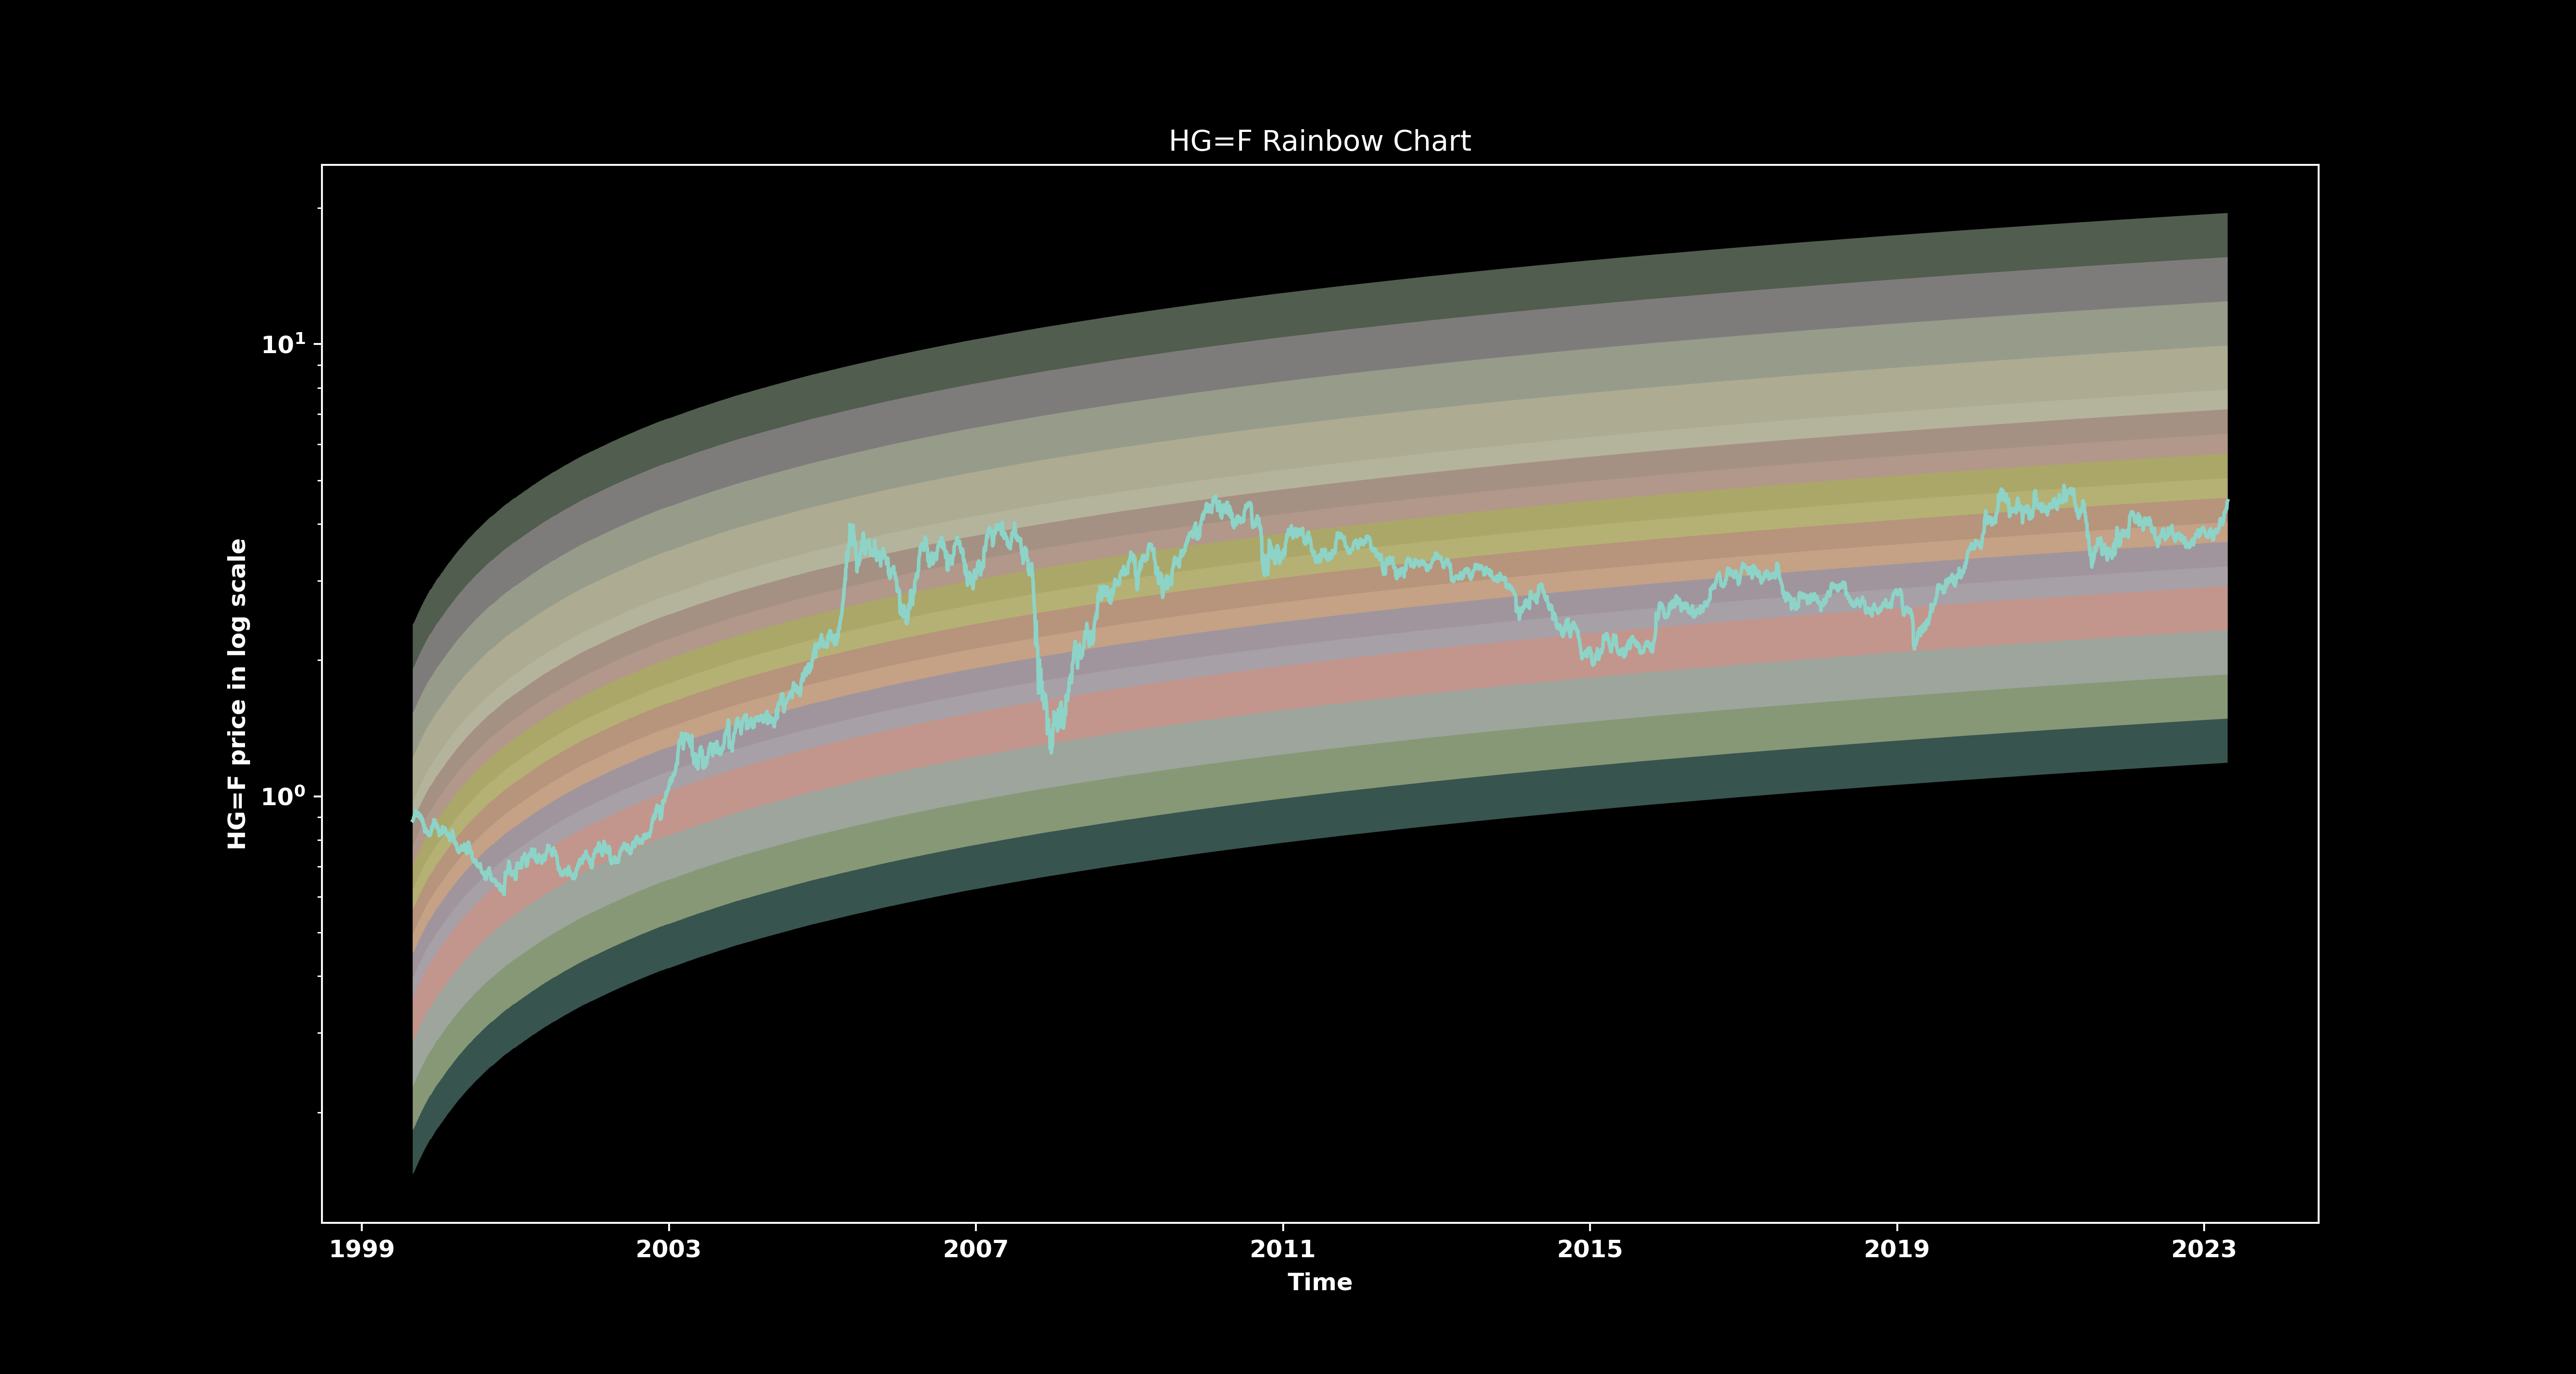 HG=F Rainbow Chart
HG=F price in log scale
10¹
10⁰
1999 2003 2007 2011 2015 2019 2023
Time